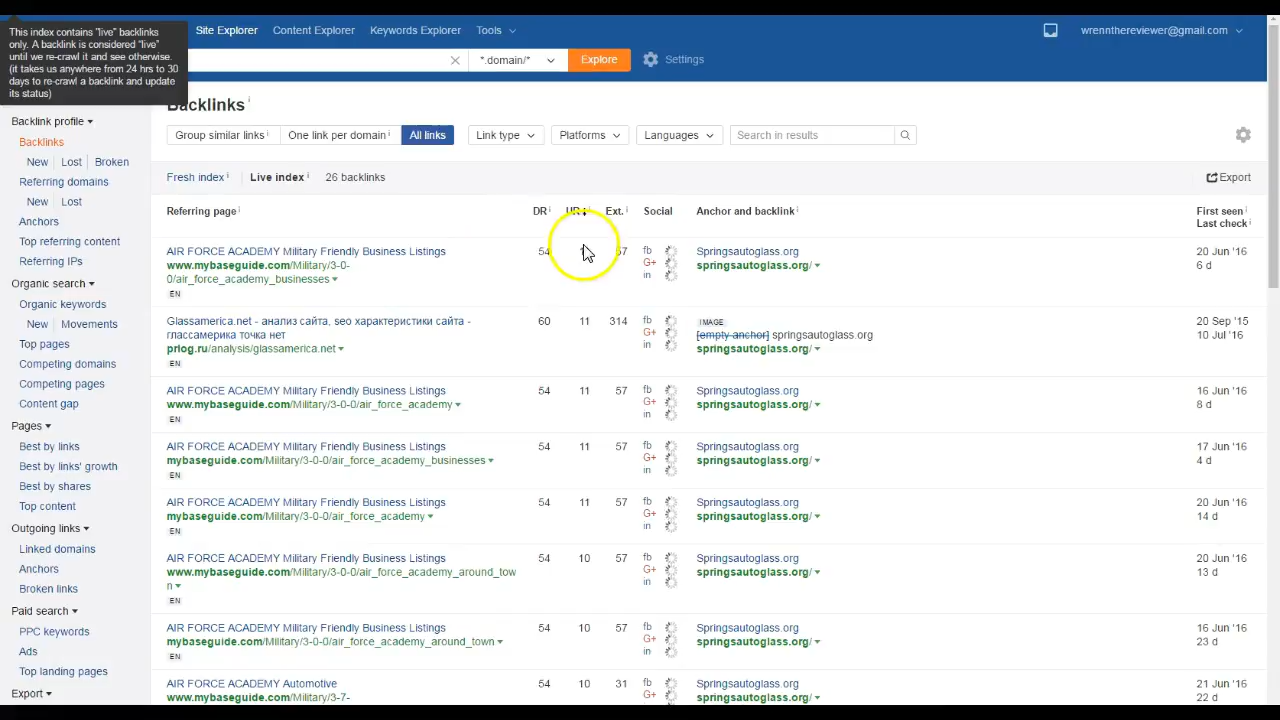 This index contains "live" backlinks
only. A backlink is considered "live"
until we re-crawl it and see otherwise.
(it takes us anywhere from 24 hrs to 30
days to re-crawl a backlink and update
its status)
Site Explorer Content Explorer Keywords Explorer Tools wrennthereviewer@gmail.com
*.domain/* Explore Settings
Backlinks
Group similar links One link per domain All links Link type Platforms Languages Search in results
Fresh index Live index 26 backlinks Export
Referring page DR UR Ext. Social Anchor and backlink First seen
Last check
Backlink profile
Backlinks
New Lost Broken
Referring domains
New Lost
Anchors
Top referring content
Referring IPs
Organic search
Organic keywords
New Movements
Top pages
Competing domains
Competing pages
Content gap
Pages
Best by links
Best by links' growth
Best by shares
Top content
Outgoing links
Linked domains
Anchors
Broken links
Paid search
PPC keywords
Ads
Top landing pages
Export
AIR FORCE ACADEMY Military Friendly Business Listings 54 57 fb Springsautoglass.org 20 Jun '16
www.mybaseguide.com/Military/3-0- G+ springsautoglass.org/ 6 d
0/air_force_academy_businesses in
EN
Glassamerica.net - анализ сайта, seo характеристики сайта - 60 11 314 fb IMAGE 20 Sep '15
глассамерика точка нет G+ [empty anchor] springsautoglass.org 10 Jul '16
prlog.ru/analysis/glassamerica.net in springsautoglass.org/
EN
AIR FORCE ACADEMY Military Friendly Business Listings 54 11 57 fb Springsautoglass.org 16 Jun '16
www.mybaseguide.com/Military/3-0-0/air_force_academy G+ springsautoglass.org/ 8 d
EN in
AIR FORCE ACADEMY Military Friendly Business Listings 54 11 57 fb Springsautoglass.org 17 Jun '16
mybaseguide.com/Military/3-0-0/air_force_academy_businesses G+ springsautoglass.org/ 4 d
EN in
AIR FORCE ACADEMY Military Friendly Business Listings 54 11 57 fb Springsautoglass.org 20 Jun '16
mybaseguide.com/Military/3-0-0/air_force_academy G+ springsautoglass.org/ 14 d
EN in
AIR FORCE ACADEMY Military Friendly Business Listings 54 10 57 fb Springsautoglass.org 20 Jun '16
www.mybaseguide.com/Military/3-0-0/air_force_academy_around_tow G+ springsautoglass.org/ 13 d
n in
EN
AIR FORCE ACADEMY Military Friendly Business Listings 54 10 57 fb Springsautoglass.org 16 Jun '16
mybaseguide.com/Military/3-0-0/air_force_academy_around_town G+ springsautoglass.org/ 23 d
EN in
AIR FORCE ACADEMY Automotive 54 10 31 fb Springsautoglass.org 21 Jun '16
www.mybaseguide.com/Military/3-7- G+ springsautoglass.org/ 22 d